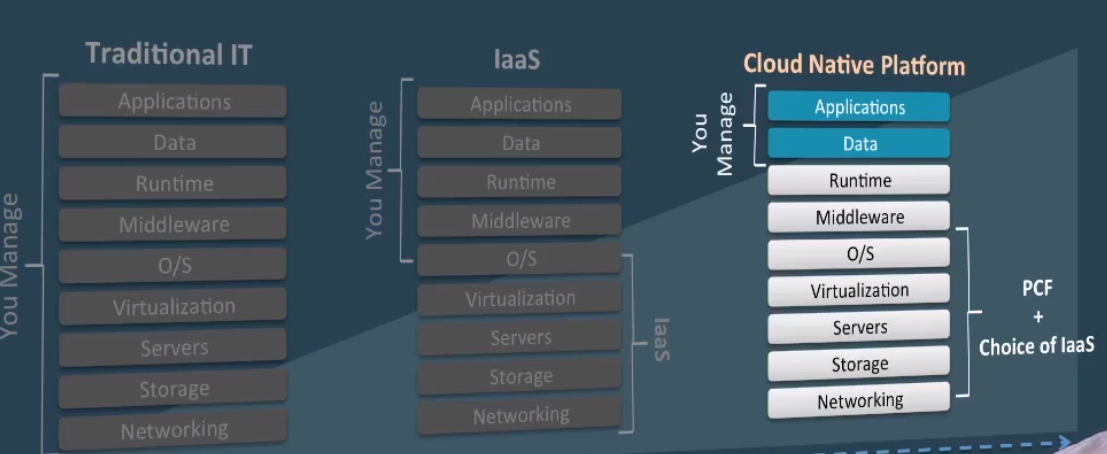 Traditional IT
You Manage
Applications
Data
Runtime
Middleware
O/S
Virtualization
Servers
Storage
Networking
IaaS
You Manage
Applications
Data
Runtime
Middleware
O/S
Virtualization
Servers
Storage
Networking
IaaS
Cloud Native Platform
You
Manage
Applications
Data
Runtime
Middleware
O/S
Virtualization
Servers
Storage
Networking
PCF
+
Choice of IaaS